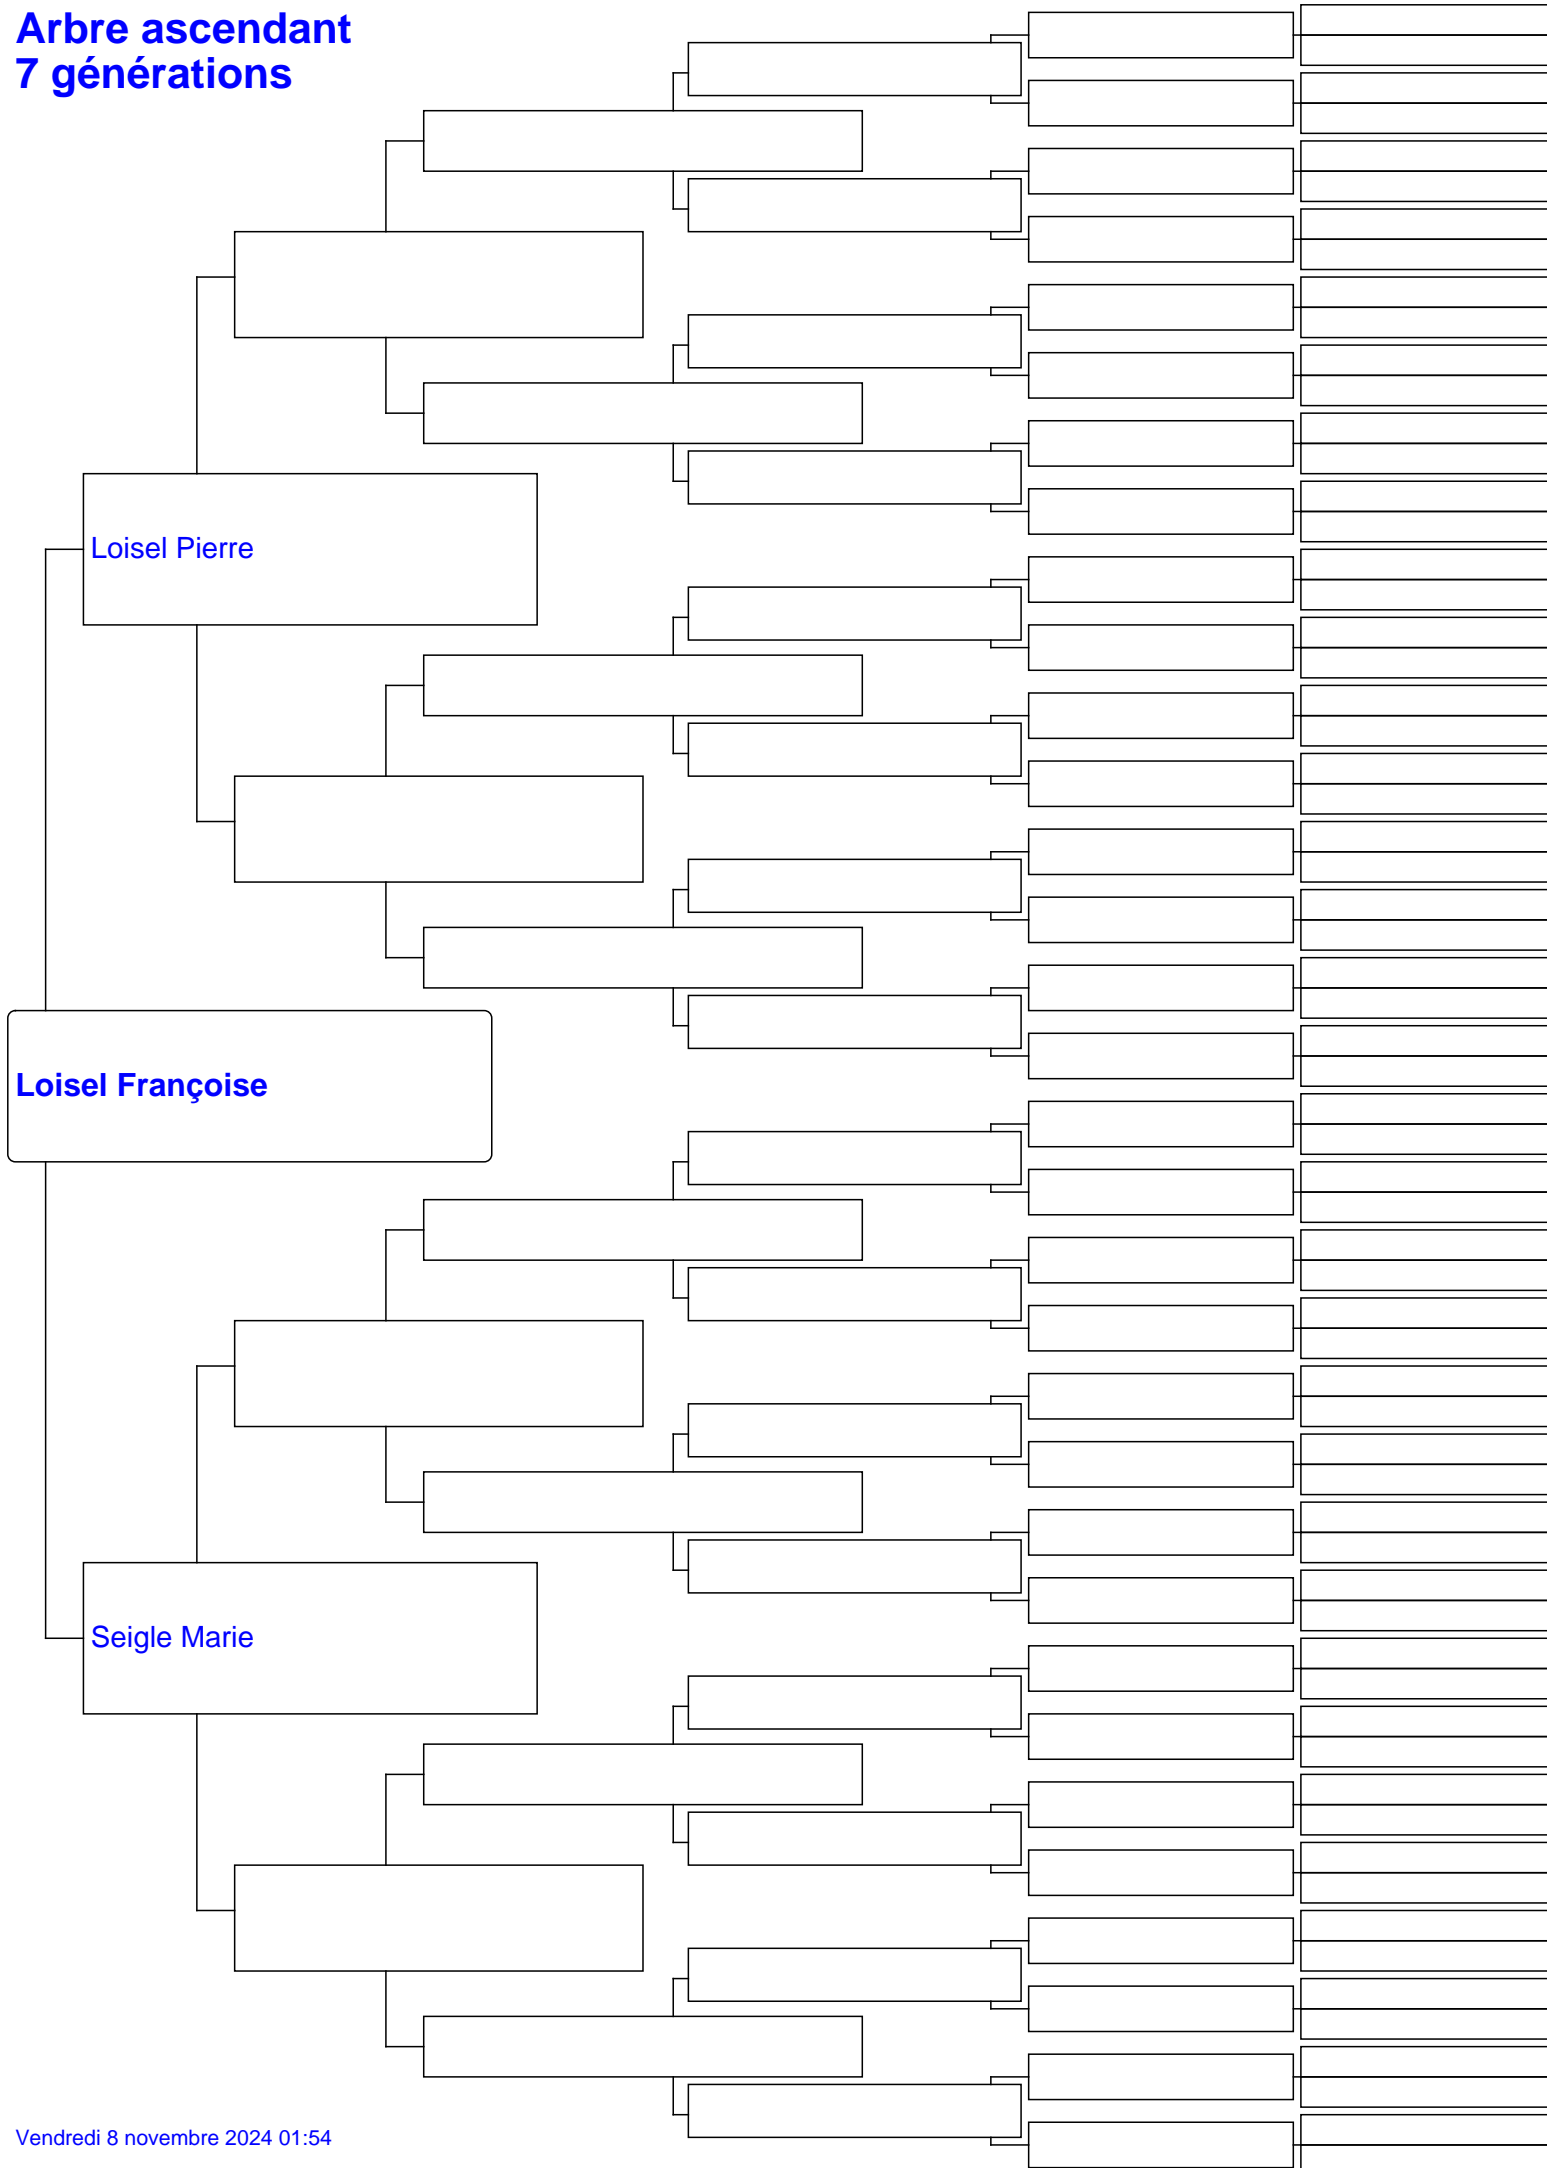 Arbre ascendant
7 générations
Loisel Pierre
Loisel Françoise
Seigle Marie
Vendredi 8 novembre 2024 01:54